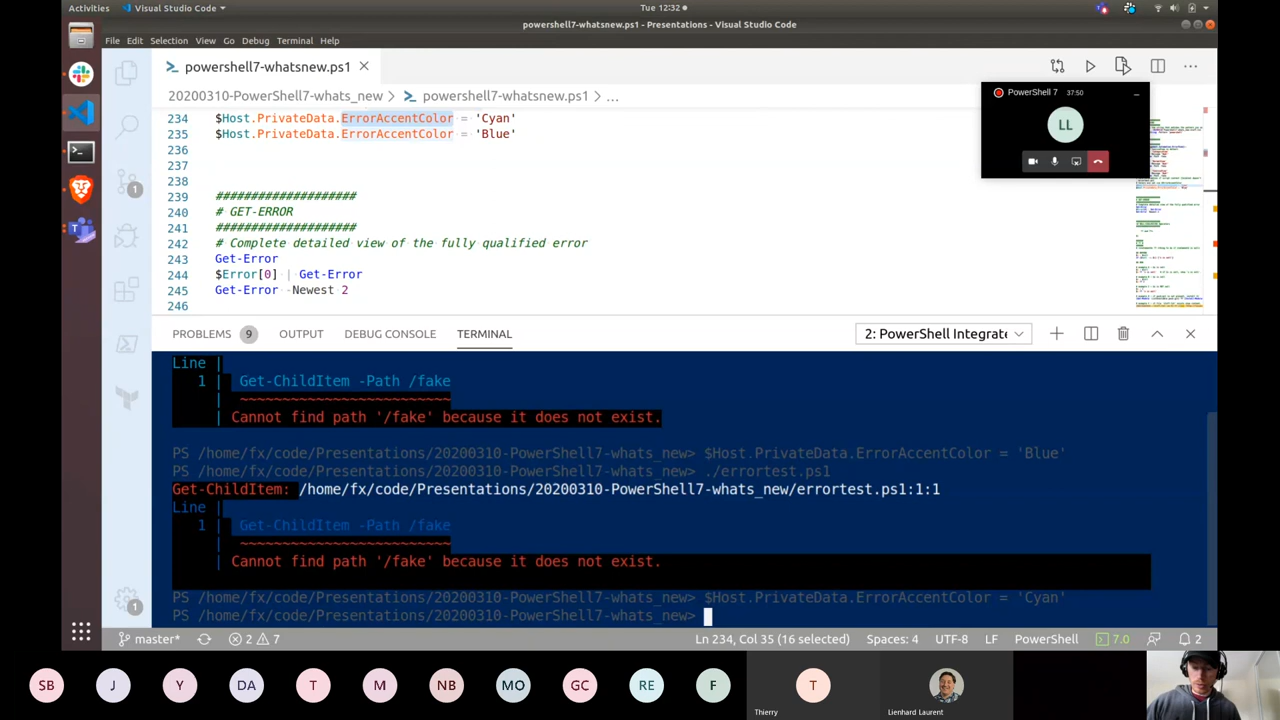 Activities Visual Studio Code Tue 12:32
powershell7-whatsnew.ps1 - Presentations - Visual Studio Code
File Edit Selection View Go Debug Terminal Help
powershell7-whatsnew.ps1
20200310-PowerShell7-whats_new > powershell7-whatsnew.ps1 > ...
PowerShell 7 37:50
LL
234 $Host.PrivateData.ErrorAccentColor = 'Cyan'
235 $Host.PrivateData.ErrorAccentColor = 'Blue'
236
237
238
239 ####################
240 # GET-ERROR
241 ####################
242 # Complete detailed view of the fully qualified error
243 Get-Error
244 $Error[0] | Get-Error
245 Get-Error -Newest 2
246
PROBLEMS 9 OUTPUT DEBUG CONSOLE TERMINAL 2: PowerShell Integrate
Line |
1 | Get-ChildItem -Path /fake
| ~~~~~~~~~~~~~~~~~~~~~~~~~
| Cannot find path '/fake' because it does not exist.
PS /home/fx/code/Presentations/20200310-PowerShell7-whats_new> $Host.PrivateData.ErrorAccentColor = 'Blue'
PS /home/fx/code/Presentations/20200310-PowerShell7-whats_new> ./errortest.ps1
Get-ChildItem: /home/fx/code/Presentations/20200310-PowerShell7-whats_new/errortest.ps1:1:1
Line |
1 | Get-ChildItem -Path /fake
| ~~~~~~~~~~~~~~~~~~~~~~~~~
| Cannot find path '/fake' because it does not exist.
PS /home/fx/code/Presentations/20200310-PowerShell7-whats_new> $Host.PrivateData.ErrorAccentColor = 'Cyan'
PS /home/fx/code/Presentations/20200310-PowerShell7-whats_new>
1
1
master* 2 7 Ln 234, Col 35 (16 selected) Spaces: 4 UTF-8 LF PowerShell 7.0 2
SB J Y DA T M NB MO GC RE F T
Thierry Lienhard Laurent